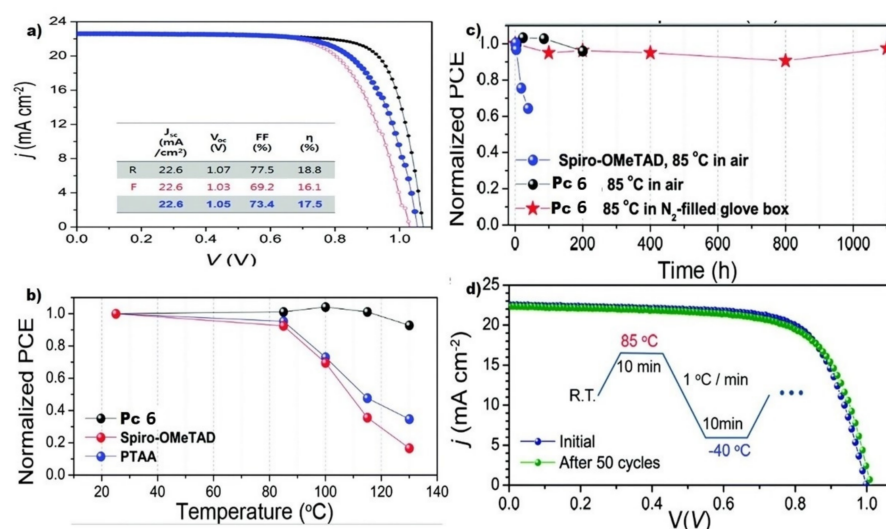 a)
j (mA cm⁻²)
24
20
16
12
8
4
0
Jsc (mA /cm²) Voc (V) FF (%) η (%)
R 22.6 1.07 77.5 18.8
F 22.6 1.03 69.2 16.1
22.6 1.05 73.4 17.5
0.0 0.2 0.4 0.6 0.8 1.0
V (V)
c)
Normalized PCE
1.0
0.8
0.6
0.4
0.2
0.0
Spiro-OMeTAD, 85 °C in air
Pc 6 85 °C in air
Pc 6 85 °C in N₂-filled glove box
0 200 400 600 800 1000
Time (h)
b)
Normalized PCE
1.0
0.8
0.6
0.4
0.2
0.0
Pc 6
Spiro-OMeTAD
PTAA
20 40 60 80 100 120 140
Temperature (°C)
d)
j (mA cm⁻²)
25
20
15
10
5
0
85 °C
10 min
1 °C / min
R.T.
10min
-40 °C
Initial
After 50 cycles
0.0 0.2 0.4 0.6 0.8 1.0
V(V)